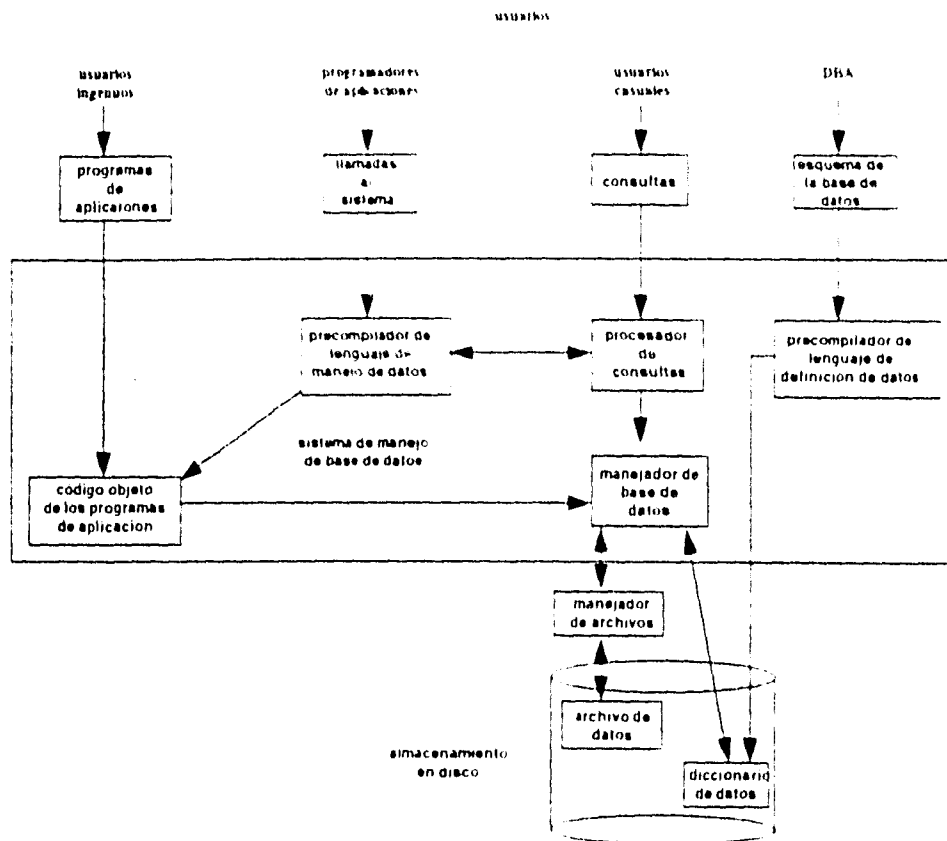 usuarios
usuarios
ingenuos
programadores
de aplicaciones
usuarios
casuales
DBA
programas
de
aplicaciones
llamadas
al
sistema
consultas
esquema de
la base de
datos
precompilador de
lenguaje de
manejo de datos
procesador
de
consultas
precompilador de
lenguaje de
definición de datos
sistema de manejo
de base de datos
código objeto
de los programas
de aplicacion
manejador de
base de
datos
manejador
de archivos
archivo de
datos
almacenamiento
en disco
diccionario
de datos